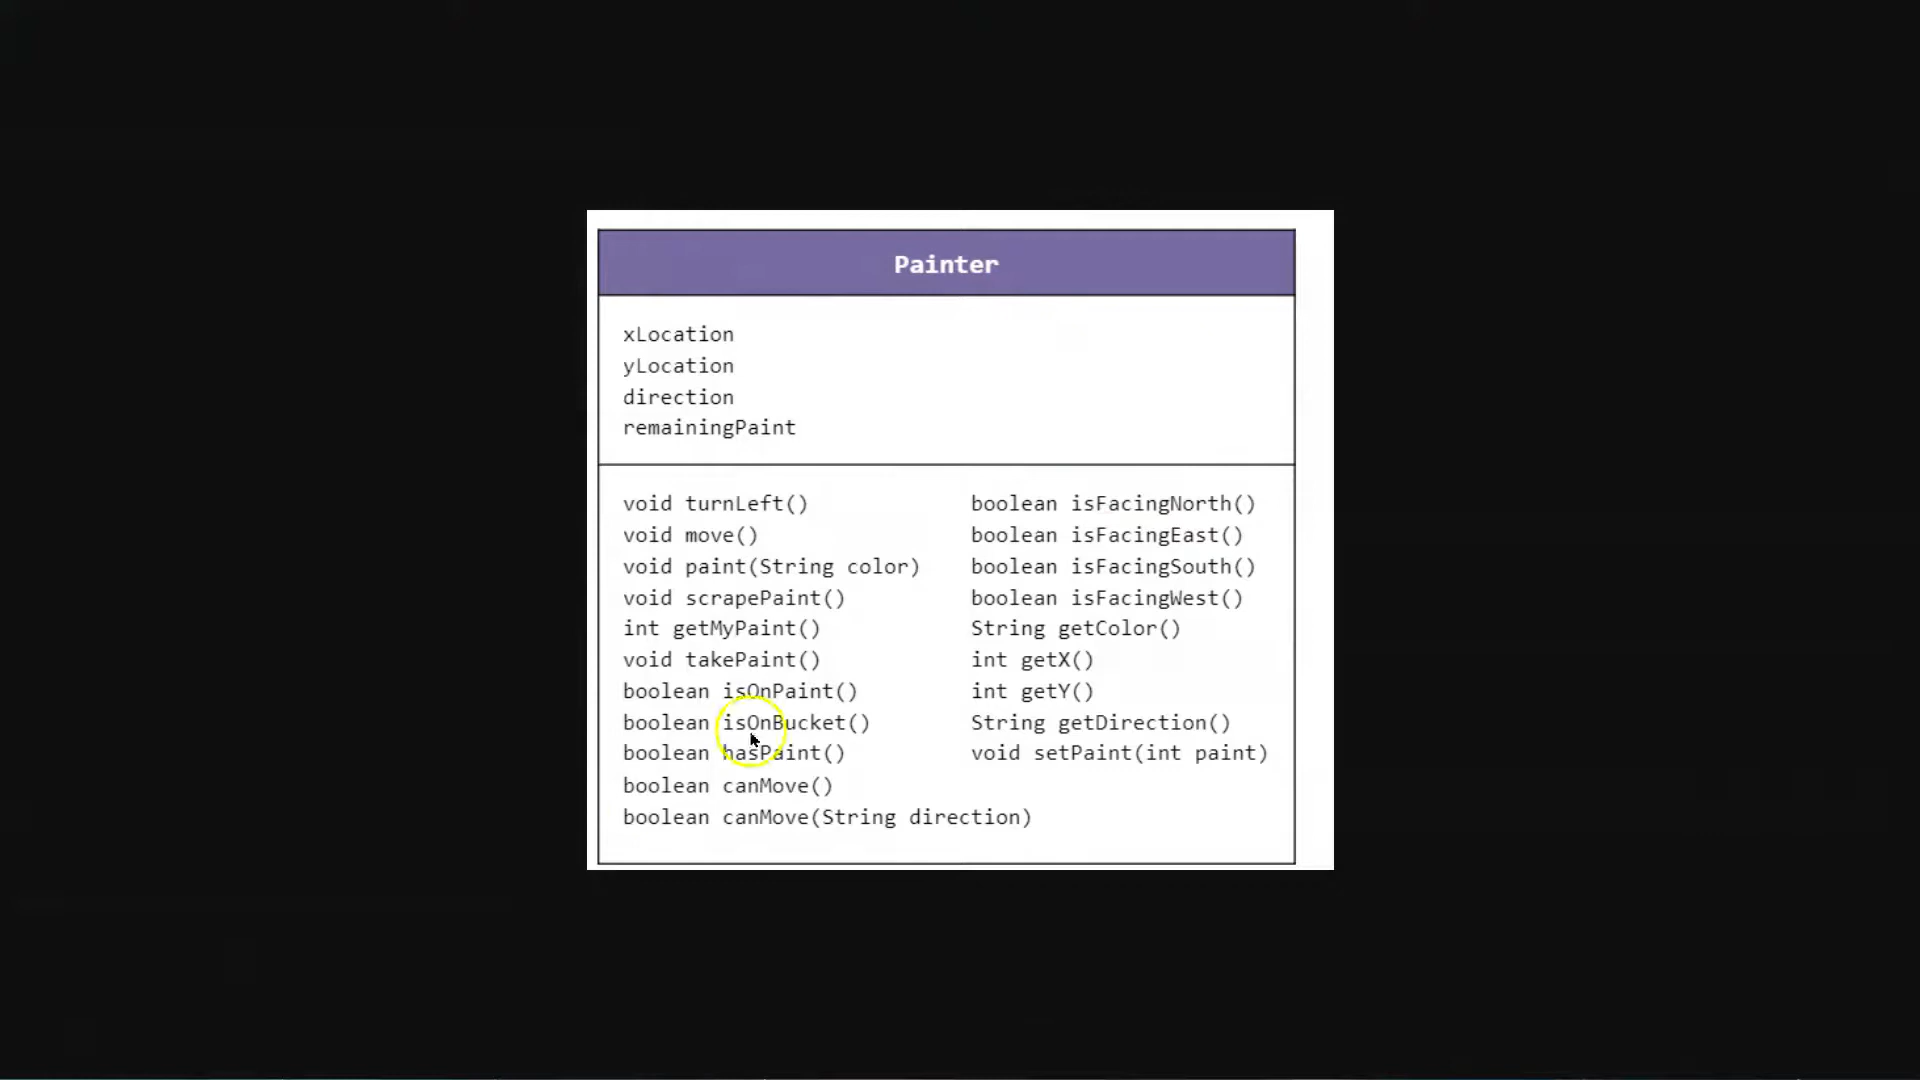 Painter
xLocation
yLocation
direction
remainingPaint
void turnLeft()
void move()
void paint(String color)
void scrapePaint()
int getMyPaint()
void takePaint()
boolean isOnPaint()
boolean isOnBucket()
boolean hasPaint()
boolean canMove()
boolean canMove(String direction)
boolean isFacingNorth()
boolean isFacingEast()
boolean isFacingSouth()
boolean isFacingWest()
String getColor()
int getX()
int getY()
String getDirection()
void setPaint(int paint)